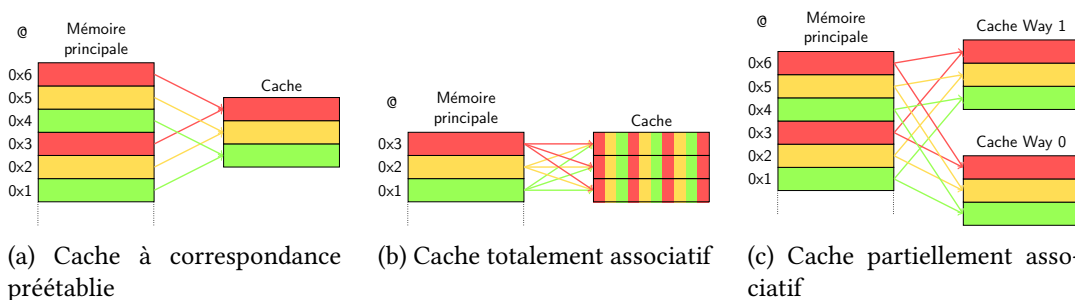 @
Mémoire
principale
0x6
0x5
0x4
0x3
0x2
0x1
Cache
(a) Cache à correspondance
préétablie
@
Mémoire
principale
0x3
0x2
0x1
Cache
(b) Cache totalement associatif
@
Mémoire
principale
0x6
0x5
0x4
0x3
0x2
0x1
Cache Way 1
Cache Way 0
(c) Cache partiellement asso-
ciatif